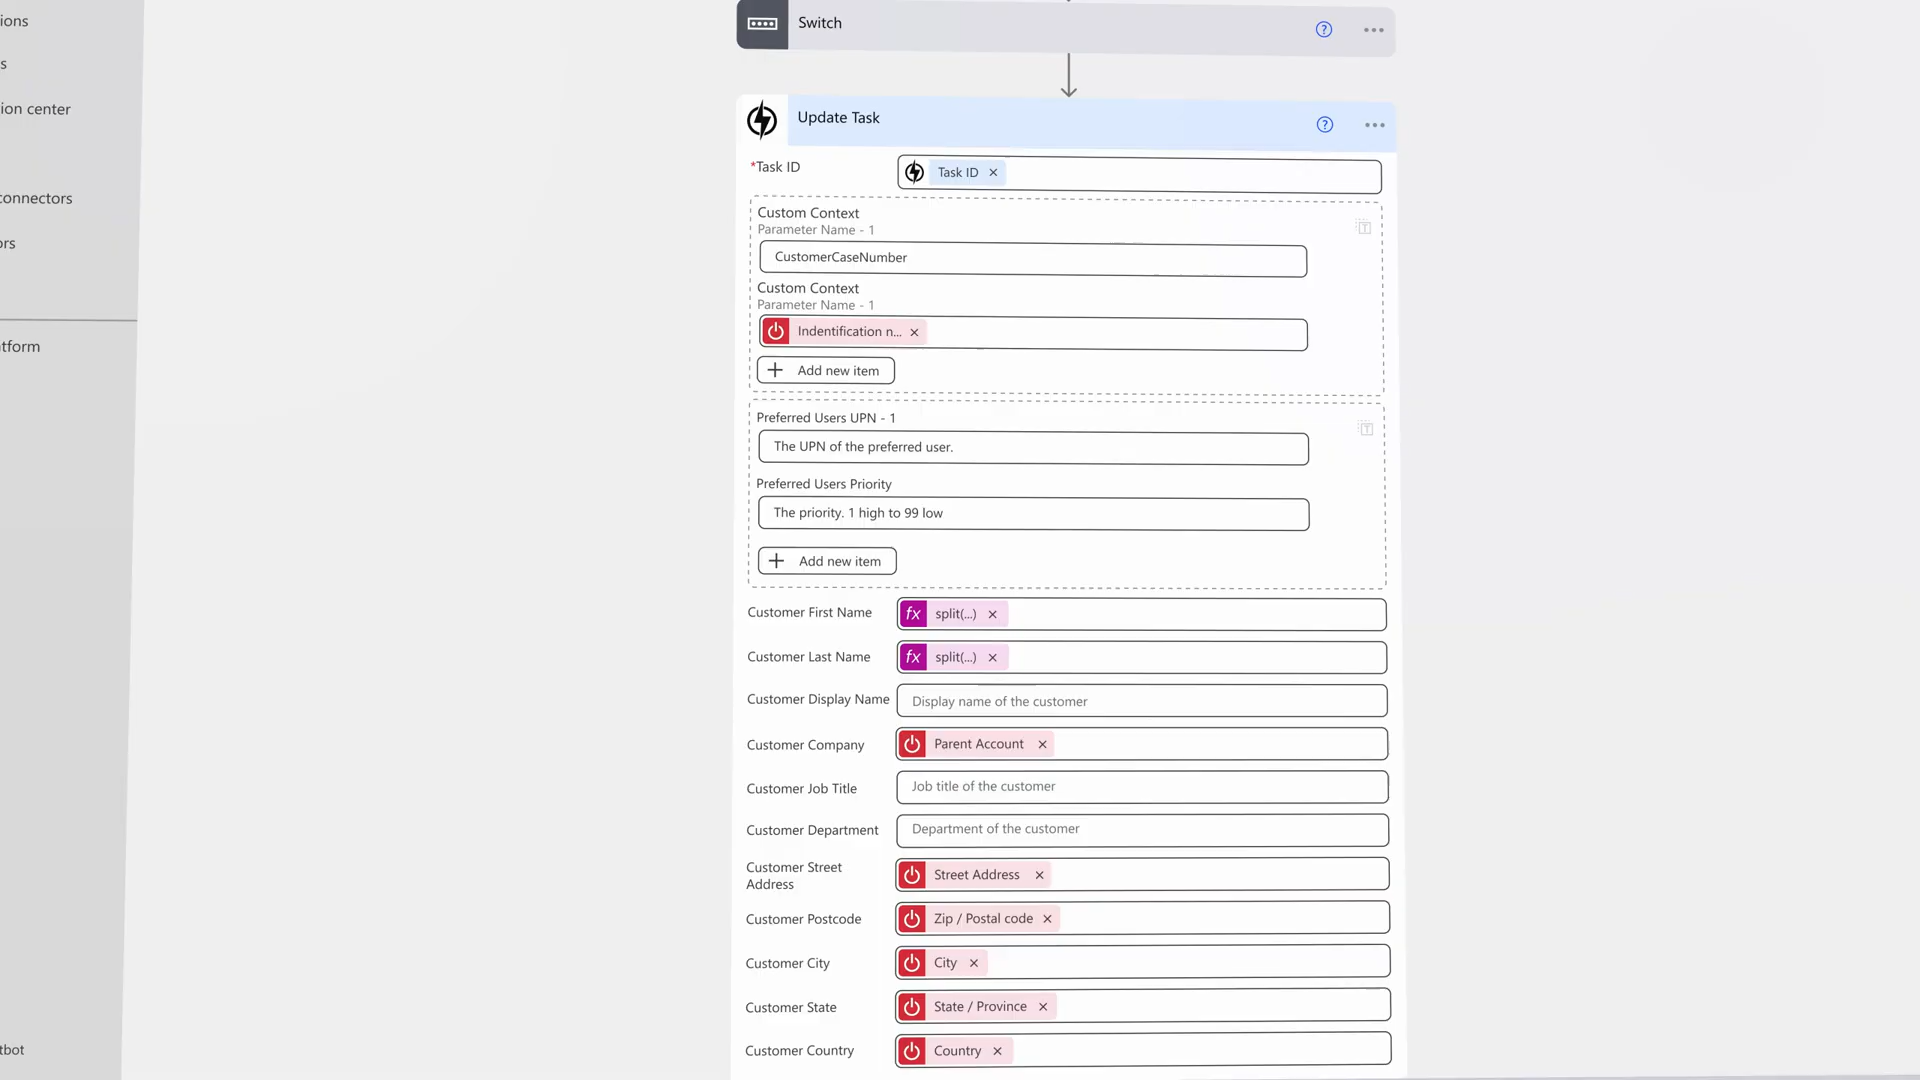 ions
s
ion center
connectors
ors
tform
tbot
Switch
Update Task
*Task ID
Task ID
Custom Context
Parameter Name - 1
CustomerCaseNumber
Custom Context
Parameter Name - 1
Indentification n...
Add new item
Preferred Users UPN - 1
The UPN of the preferred user.
Preferred Users Priority
The priority. 1 high to 99 low
Add new item
Customer First Name
fx split(...)
Customer Last Name
fx split(...)
Customer Display Name
Display name of the customer
Customer Company
Parent Account
Customer Job Title
Job title of the customer
Customer Department
Department of the customer
Customer Street
Address
Street Address
Customer Postcode
Zip / Postal code
Customer City
City
Customer State
State / Province
Customer Country
Country